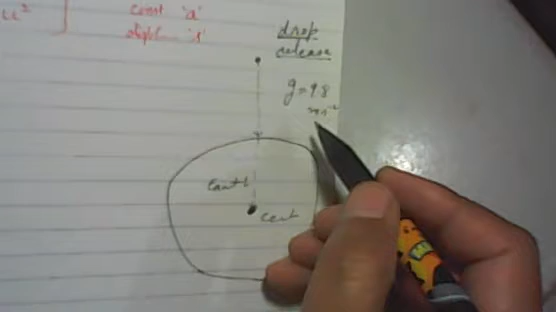 const 'a'
drop
release
g = 9.8
ms⁻²
Earth
cent